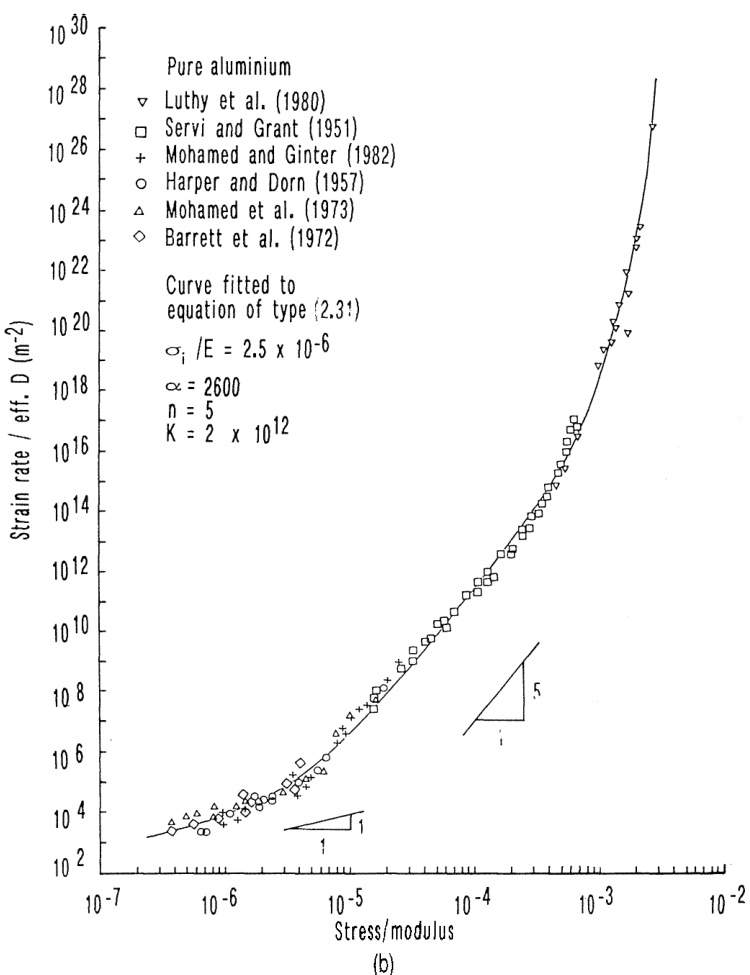 10^30
10^28
10^26
10^24
10^22
10^20
10^18
10^16
10^14
10^12
10^10
10^8
10^6
10^4
10^2
Strain rate / eff. D (m^-2)
Pure aluminium
▽ Luthy et al. (1980)
□ Servi and Grant (1951)
+ Mohamed and Ginter (1982)
○ Harper and Dorn (1957)
△ Mohamed et al. (1973)
◇ Barrett et al. (1972)
Curve fitted to
equation of type (2.31)
σ_i /E = 2.5 x 10^-6
α = 2600
n = 5
K = 2 x 10^12
5
1
1
1
10^-7
10^-6
10^-5
10^-4
10^-3
10^-2
Stress/modulus
(b)